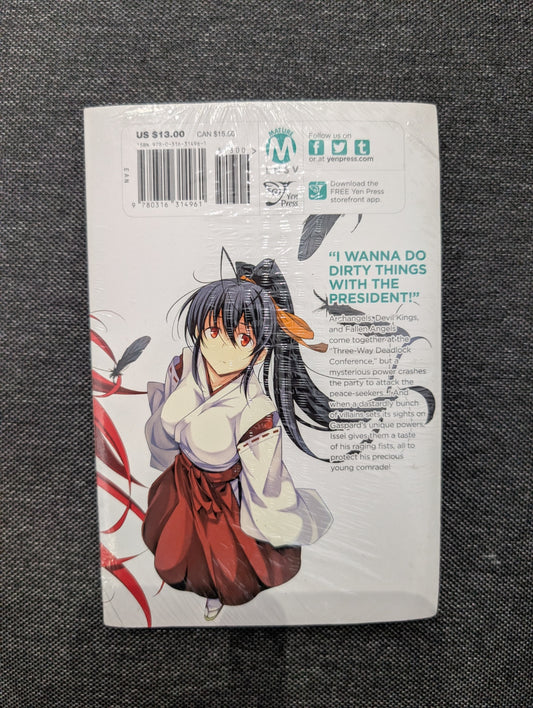 US $13.00 CAN $15.00
ISBN 978-0-316-31496-1
EAN
9 780316 314961
MATURE
M
L N S V
Yen
Press
Follow us on
f t
or at yenpress.com
Download the
FREE Yen Press
storefront app.
"I WANNA DO
DIRTY THINGS
WITH THE
PRESIDENT!"
Archangels, Devil Kings,
and Fallen Angels
come together at the
"Three-Way Deadlock
Conference," but a
mysterious power crashes
the party to attack the
peace-seekers...And
when a dastardly bunch
of villains sets its sights on
Gaspard's unique powers,
Issei gives them a taste
of his raging fists, all to
protect his precious
young comrade!